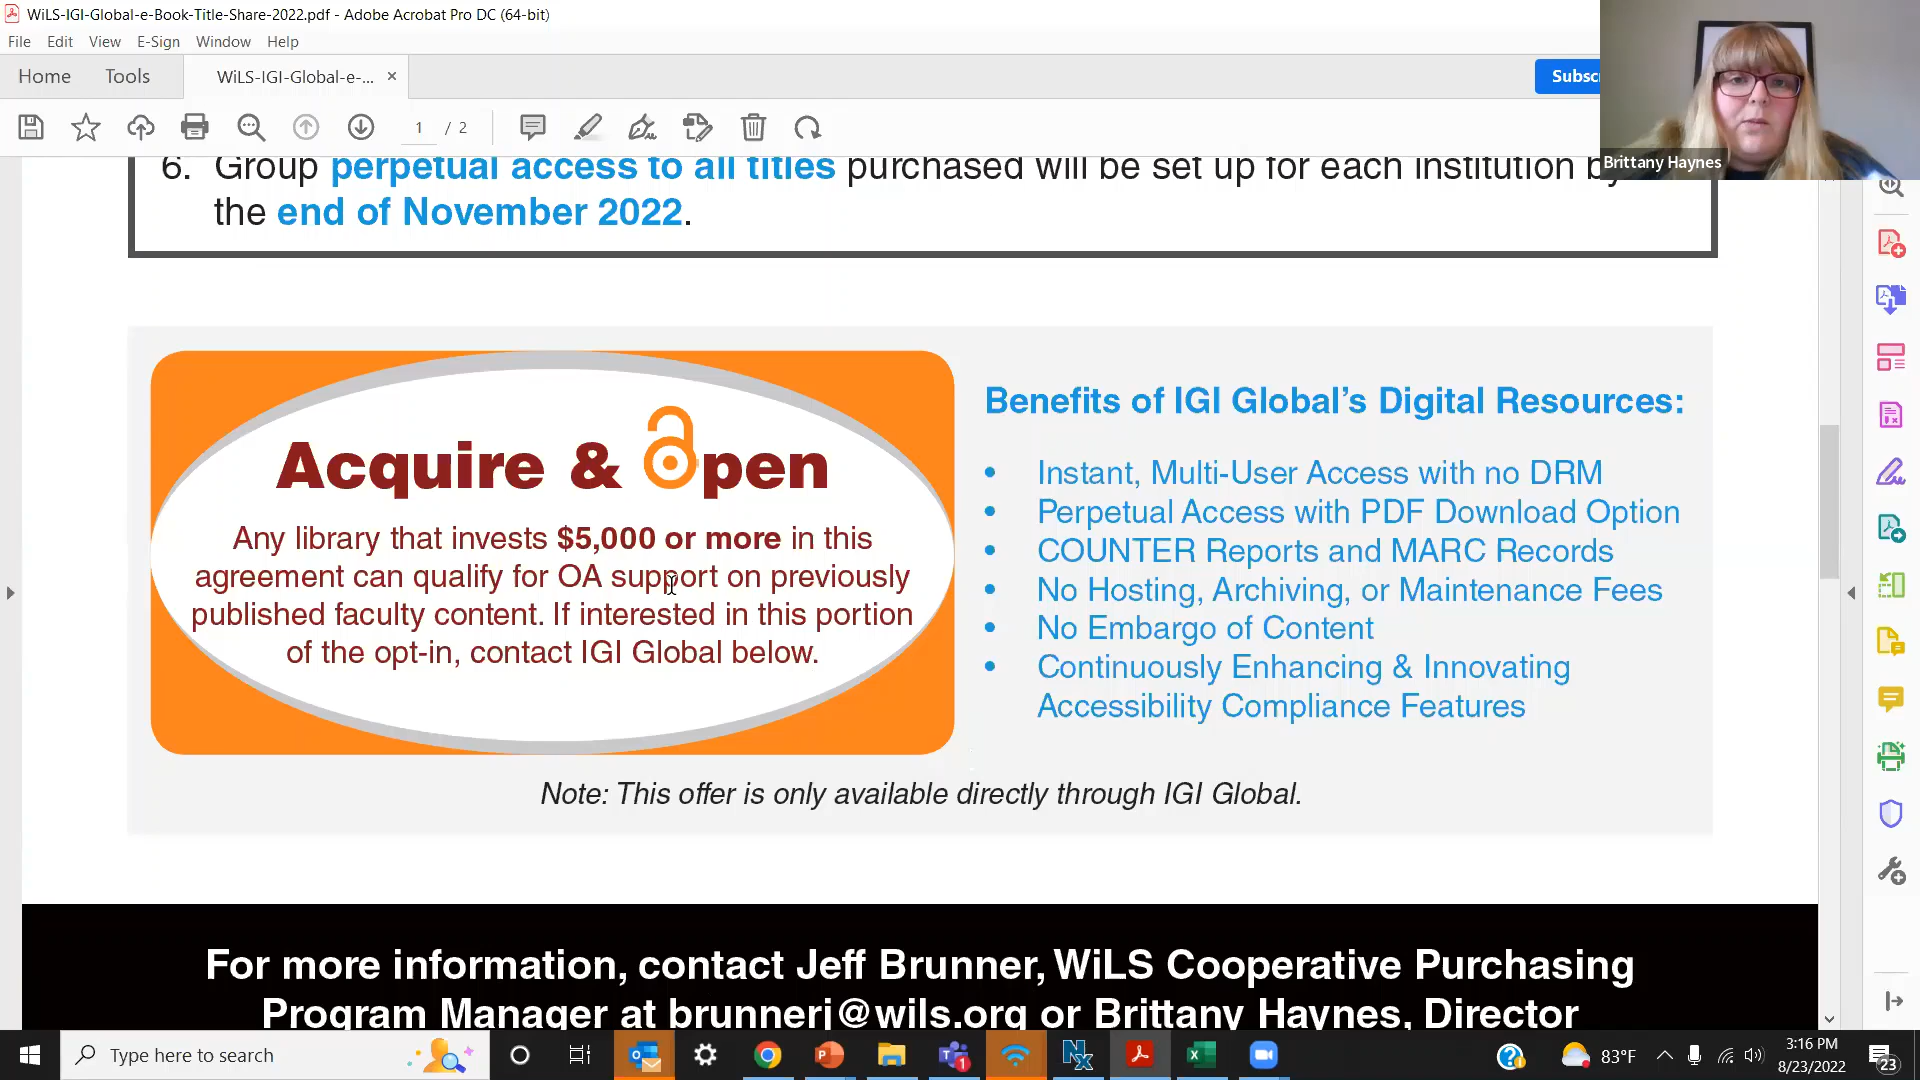 WiLS-IGI-Global-e-Book-Title-Share-2022.pdf - Adobe Acrobat Pro DC (64-bit)
File Edit View E-Sign Window Help
Home Tools WiLS-IGI-Global-e-... ×
1 / 2
Brittany Haynes
6. Group perpetual access to all titles purchased will be set up for each institution
the end of November 2022.
Acquire & Open
Any library that invests $5,000 or more in this
agreement can qualify for OA support on previously
published faculty content. If interested in this portion
of the opt-in, contact IGI Global below.
Benefits of IGI Global's Digital Resources:
• Instant, Multi-User Access with no DRM
• Perpetual Access with PDF Download Option
• COUNTER Reports and MARC Records
• No Hosting, Archiving, or Maintenance Fees
• No Embargo of Content
• Continuously Enhancing & Innovating
Accessibility Compliance Features
Note: This offer is only available directly through IGI Global.
For more information, contact Jeff Brunner, WiLS Cooperative Purchasing
Program Manager at brunnerj@wils.org or Brittany Haynes, Director
Type here to search
83°F
3:16 PM
8/23/2022
23